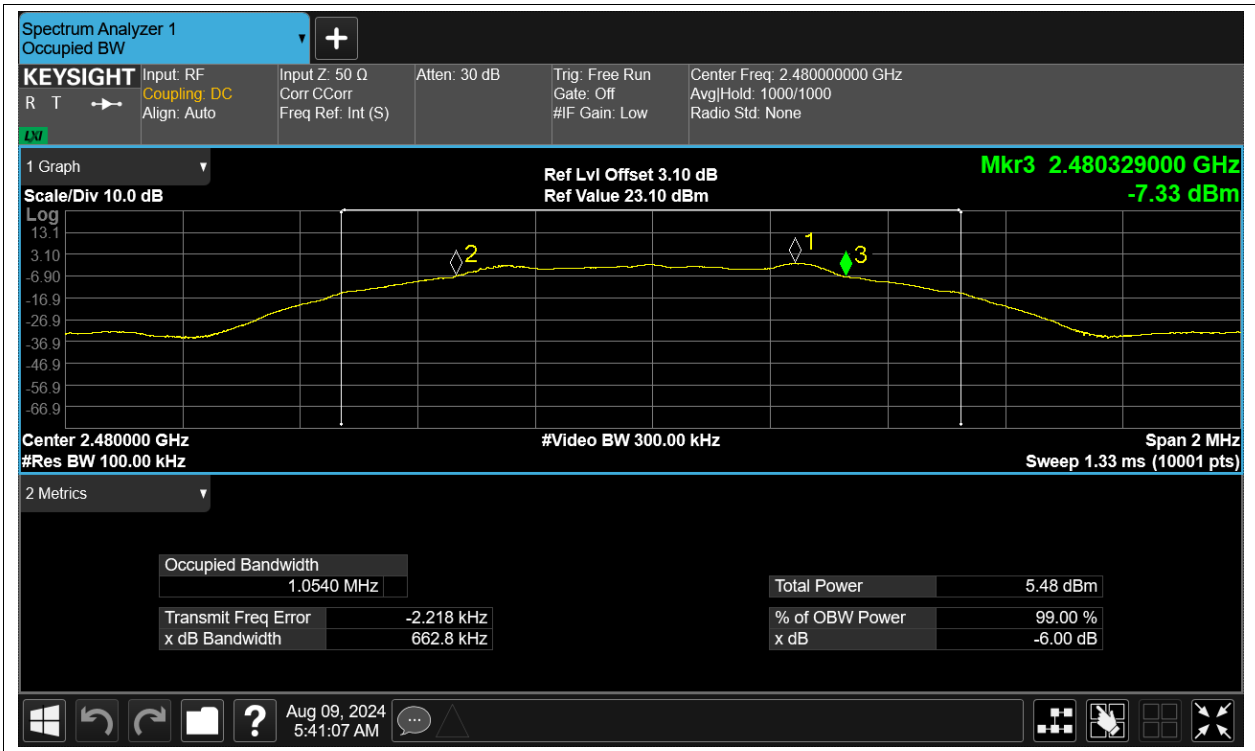 Spectrum Analyzer 1
Occupied BW
KEYSIGHT
R T
LXI
Input: RF
Coupling: DC
Align: Auto
Input Z: 50 Ω
Corr CCorr
Freq Ref: Int (S)
Atten: 30 dB
Trig: Free Run
Gate: Off
#IF Gain: Low
Center Freq: 2.480000000 GHz
Avg|Hold: 1000/1000
Radio Std: None
1 Graph
Scale/Div 10.0 dB
Ref Lvl Offset 3.10 dB
Ref Value 23.10 dBm
Mkr3 2.480329000 GHz
-7.33 dBm
Log
13.1
3.10
-6.90
-16.9
-26.9
-36.9
-46.9
-56.9
-66.9
2
1
3
Center 2.480000 GHz
#Video BW 300.00 kHz
Span 2 MHz
#Res BW 100.00 kHz
Sweep 1.33 ms (10001 pts)
2 Metrics
Occupied Bandwidth
1.0540 MHz
Transmit Freq Error -2.218 kHz
x dB Bandwidth 662.8 kHz
Total Power 5.48 dBm
% of OBW Power 99.00 %
x dB -6.00 dB
?
Aug 09, 2024
5:41:07 AM